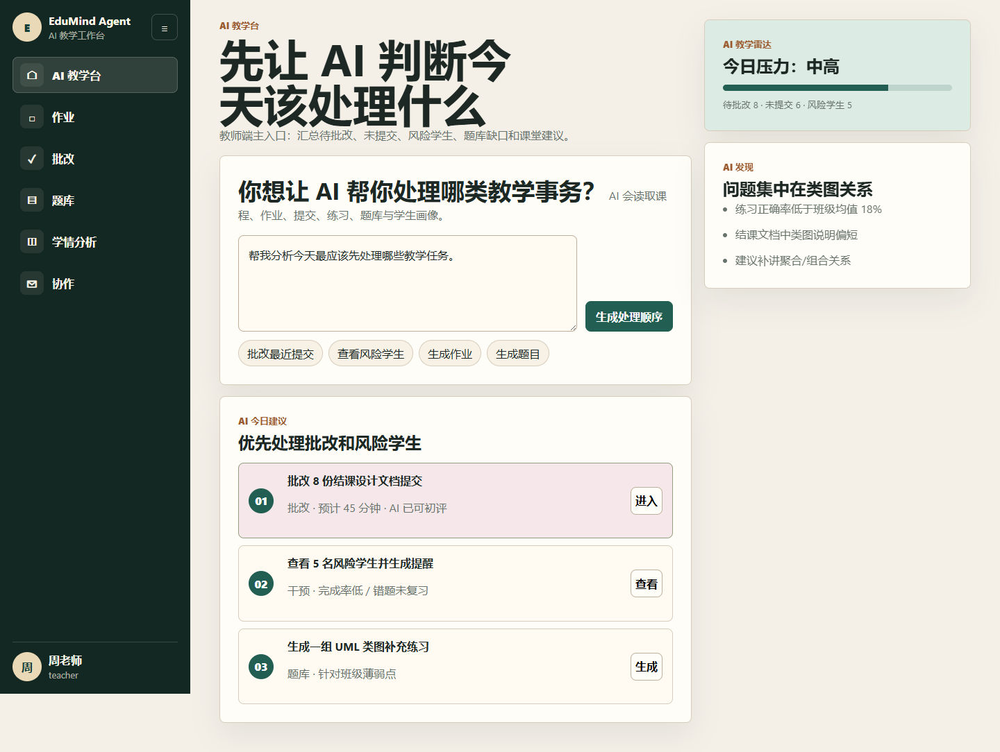 E
EduMind Agent
AI 教学工作台
≡
AI 教学台
作业
批改
题库
学情分析
协作
周
周老师
teacher
AI 教学台
先让 AI 判断今
天该处理什么
教师端主入口：汇总待批改、未提交、风险学生、题库缺口和课堂建议。
你想让 AI 帮你处理哪类教学事务？ AI 会读取课
程、作业、提交、练习、题库与学生画像。
帮我分析今天最应该先处理哪些教学任务。
生成处理顺序
批改最近提交
查看风险学生
生成作业
生成题目
AI 今日建议
优先处理批改和风险学生
01
批改 8 份结课设计文档提交
批改 · 预计 45 分钟 · AI 已可初评
进入
02
查看 5 名风险学生并生成提醒
干预 · 完成率低 / 错题未复习
查看
03
生成一组 UML 类图补充练习
题库 · 针对班级薄弱点
生成
AI 教学雷达
今日压力：中高
待批改 8 · 未提交 6 · 风险学生 5
AI 发现
问题集中在类图关系
• 练习正确率低于班级均值 18%
• 结课文档中类图说明偏短
• 建议补讲聚合/组合关系